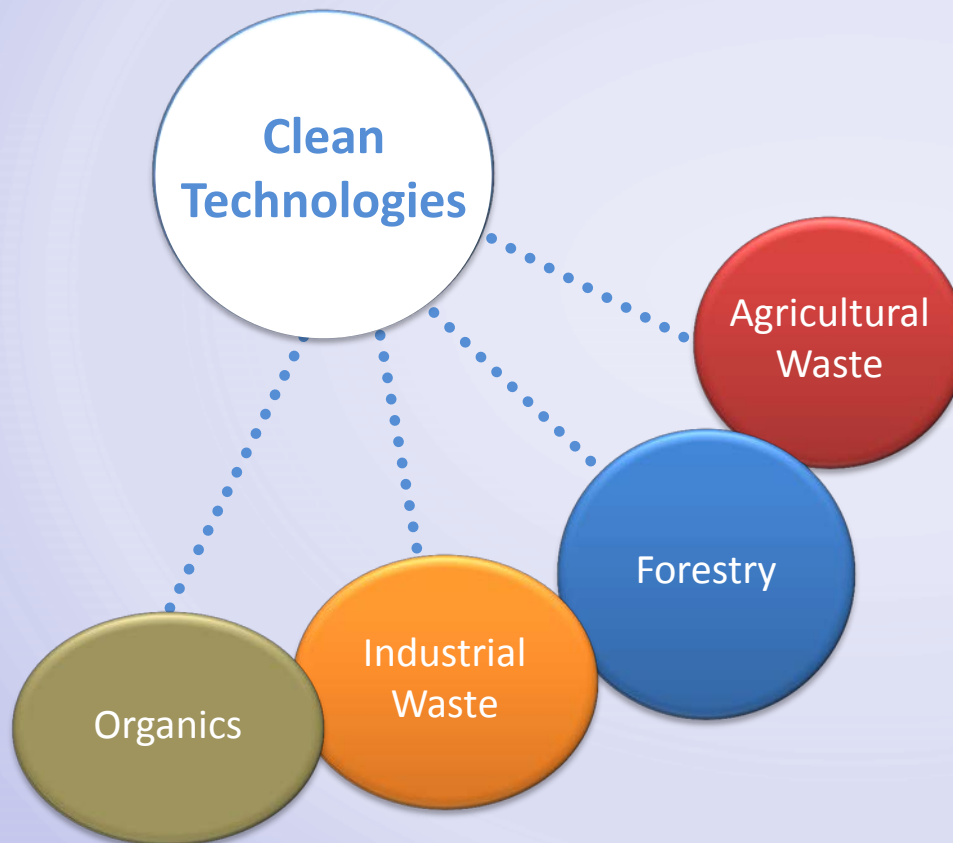 Clean
Technologies
Agricultural
Waste
Forestry
Industrial
Waste
Organics